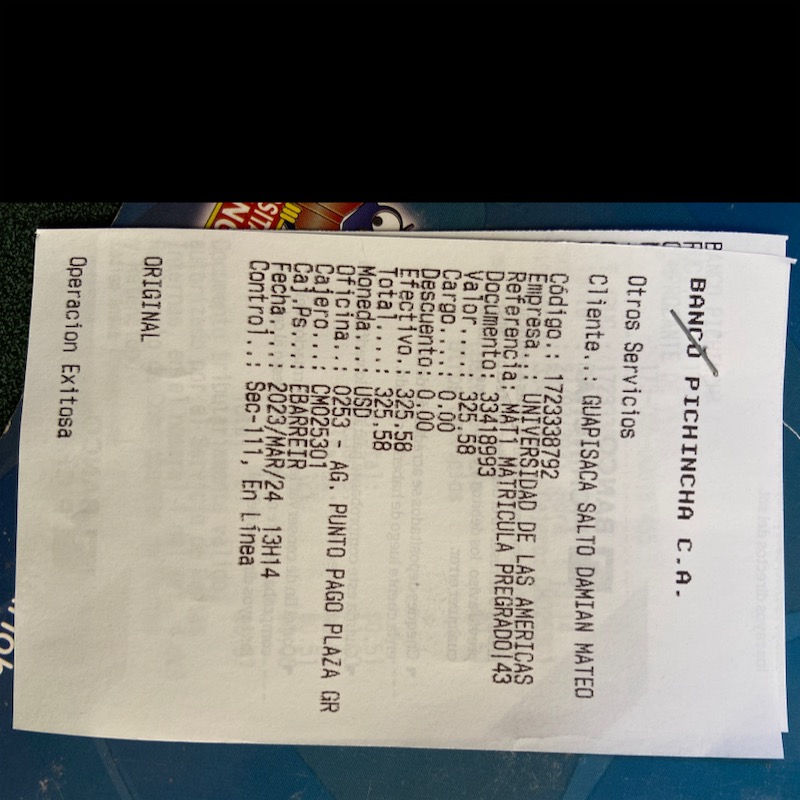 BANCO PICHINCHA C.A.
Otros Servicios
Cliente..: GUAPISACA SALTO DAMIAN MATEO
Código.: 1723338792
Empresa.: UNIVERSIDAD DE LAS AMERICAS
Referencia: MAT1 MATRICULA PREGRADO|43
Documento: 33418993
Valor....: 325.58
Cargo....: 0.00
Descuento: 0.00
Efectivo.: 325.58
Total....: 325.58
Moneda...: USD
Oficina..: 0253 - AG. PUNTO PAGO PLAZA GR
Cajero...: CM025301
Caj.Ps...: EBARREIR
Fecha....: 2023/MAR/24 13H14
Control..: Sec-111, En Línea
ORIGINAL
Operacion Exitosa